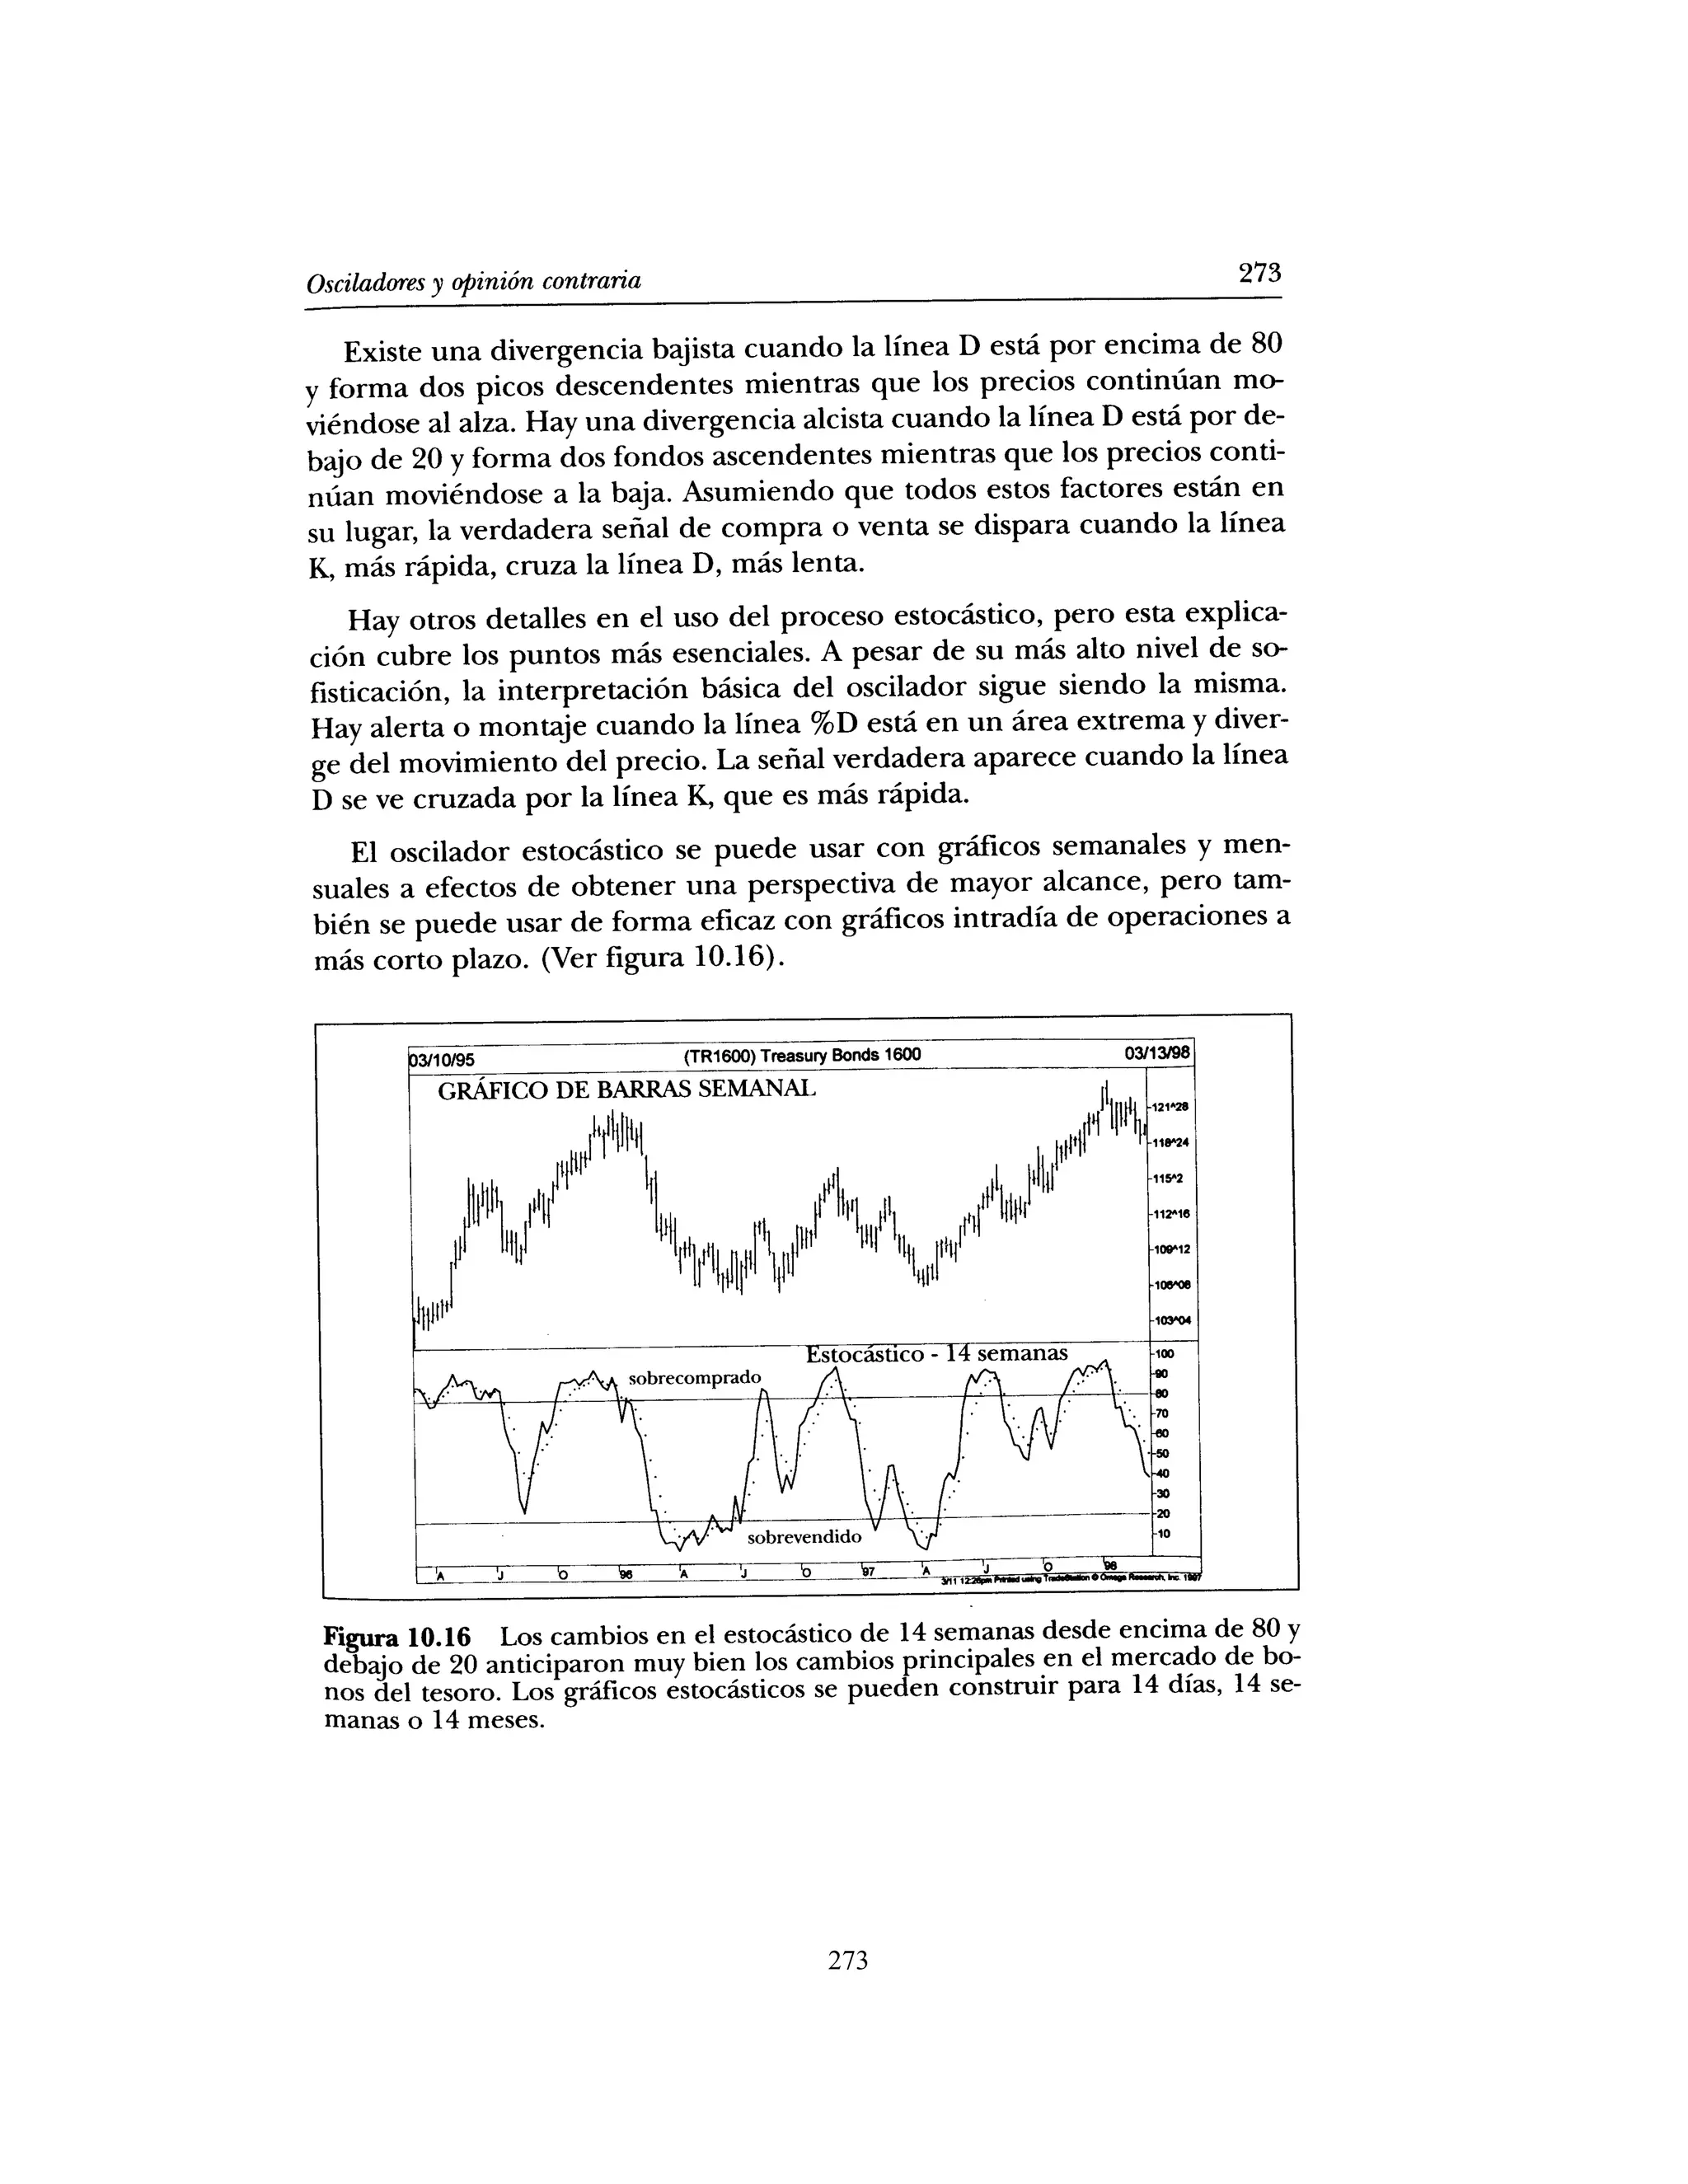 Osciladores y opinión contraria 273
Existe una divergencia bajista cuando la línea D está por encima de 80
y forma dos picos descendentes mientras que los precios continúan mo-
viéndose al alza. Hay una divergencia alcista cuando la línea D está por de-
bajo de 20 y forma dos fondos ascendentes mientras que los precios conti-
núan moviéndose a la baja. Asumiendo que todos estos factores están en
su lugar, la verdadera señal de compra o venta se dispara cuando la línea
K, más rápida, cruza la línea D, más lenta.
Hay otros detalles en el uso del proceso estocástico, pero esta explica-
ción cubre los puntos más esenciales. A pesar de su más alto nivel de so-
fisticación, la interpretación básica del oscilador sigue siendo la misma.
Hay alerta o montaje cuando la línea %D está en un área extrema y diver-
ge del movimiento del precio. La señal verdadera aparece cuando la línea
D se ve cruzada por la línea K, que es más rápida.
El oscilador estocástico se puede usar con gráficos semanales y men-
suales a efectos de obtener una perspectiva de mayor alcance, pero tam-
bién se puede usar de forma eficaz con gráficos intradía de operaciones a
más corto plazo. (Ver figura 10.16).
03/10/95 (TR1600) Treasury Bonds 1600 03/13/98
GRÁFICO DE BARRAS SEMANAL
121^28
118^24
115^2
112^16
109^12
106^08
103^04
Estocástico - 14 semanas
100
90
sobrecomprado
80
70
60
50
40
30
20
sobrevendido
10
'A 'J 'O '96 'A 'J 'O '97 'A 'J 'O '98
3/11 12:26pm Printed using TradeStation © Omega Research, Inc. 1997
Figura 10.16 Los cambios en el estocástico de 14 semanas desde encima de 80 y
debajo de 20 anticiparon muy bien los cambios principales en el mercado de bo-
nos del tesoro. Los gráficos estocásticos se pueden construir para 14 días, 14 se-
manas o 14 meses.
273